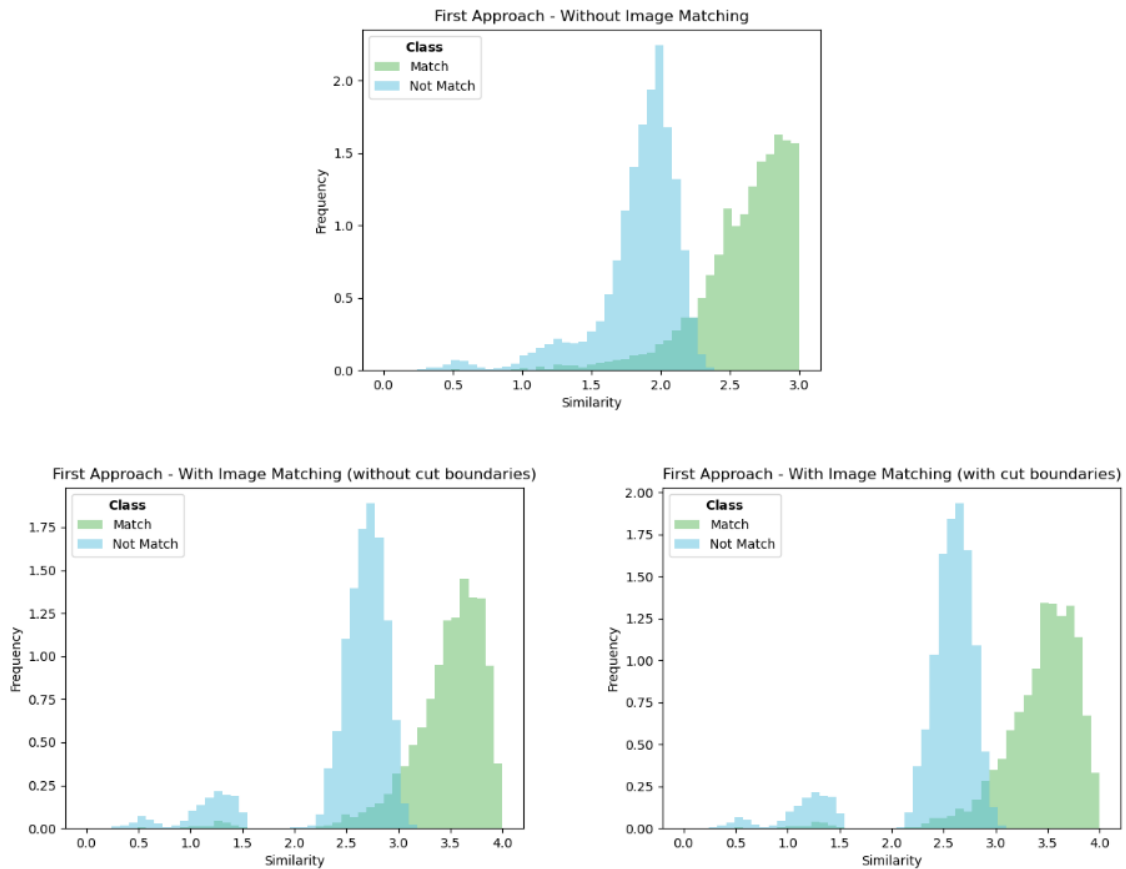 First Approach - Without Image Matching
Class
Match
Not Match
2.0
1.5
1.0
0.5
0.0
Frequency
0.0 0.5 1.0 1.5 2.0 2.5 3.0
Similarity
First Approach - With Image Matching (without cut boundaries)
Class
Match
Not Match
1.75
1.50
1.25
1.00
0.75
0.50
0.25
0.00
Frequency
0.0 0.5 1.0 1.5 2.0 2.5 3.0 3.5 4.0
Similarity
First Approach - With Image Matching (with cut boundaries)
Class
Match
Not Match
2.00
1.75
1.50
1.25
1.00
0.75
0.50
0.25
0.00
Frequency
0.0 0.5 1.0 1.5 2.0 2.5 3.0 3.5 4.0
Similarity